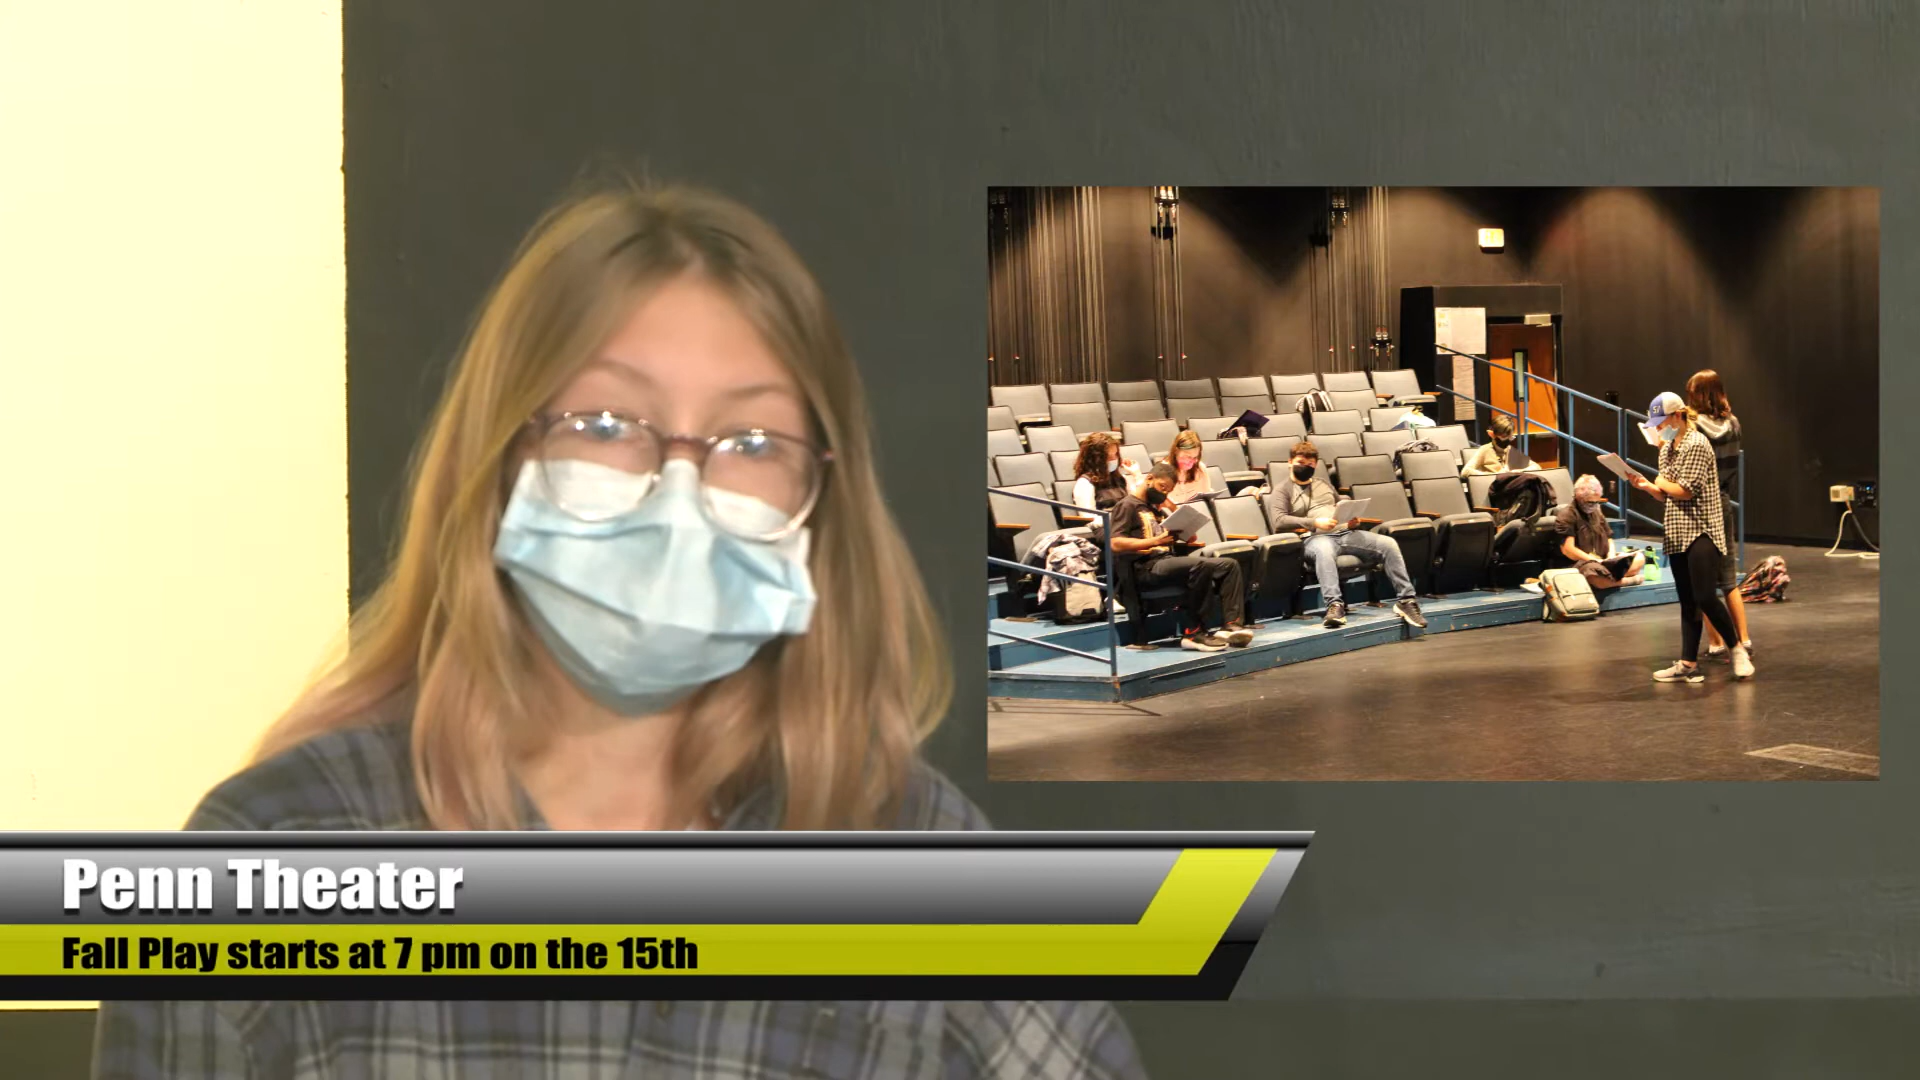 Penn Theater
Fall Play starts at 7 pm on the 15th